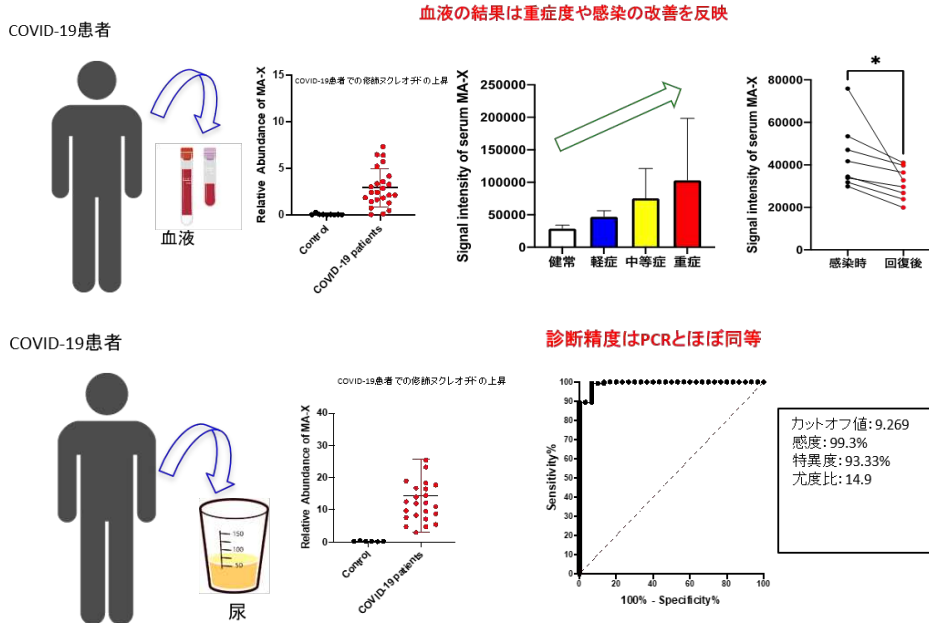 血液の結果は重症度や感染の改善を反映
COVID-19患者
血液
COVID-19患者での修飾ヌクレオチドの上昇
Relative Abundance of MA-X
15
10
5
0
Control
COVID-19 patients
Signal intensity of serum MA-X
250000
200000
150000
100000
50000
0
健常
軽症
中等症
重症
Signal intensity of serum MA-X
80000
60000
40000
20000
0
*
感染時
回復後
COVID-19患者
尿
診断精度はPCRとほぼ同等
150
100
50
COVID-19患者での修飾ヌクレオチドの上昇
Relative Abundance of MA-X
40
30
20
10
0
Control
COVID-19 patients
Sensitivity%
100
90
80
70
60
50
40
30
20
10
0
0
20
40
60
80
100
100% - Specificity%
カットオフ値: 9.269
感度: 99.3%
特異度: 93.33%
尤度比: 14.9